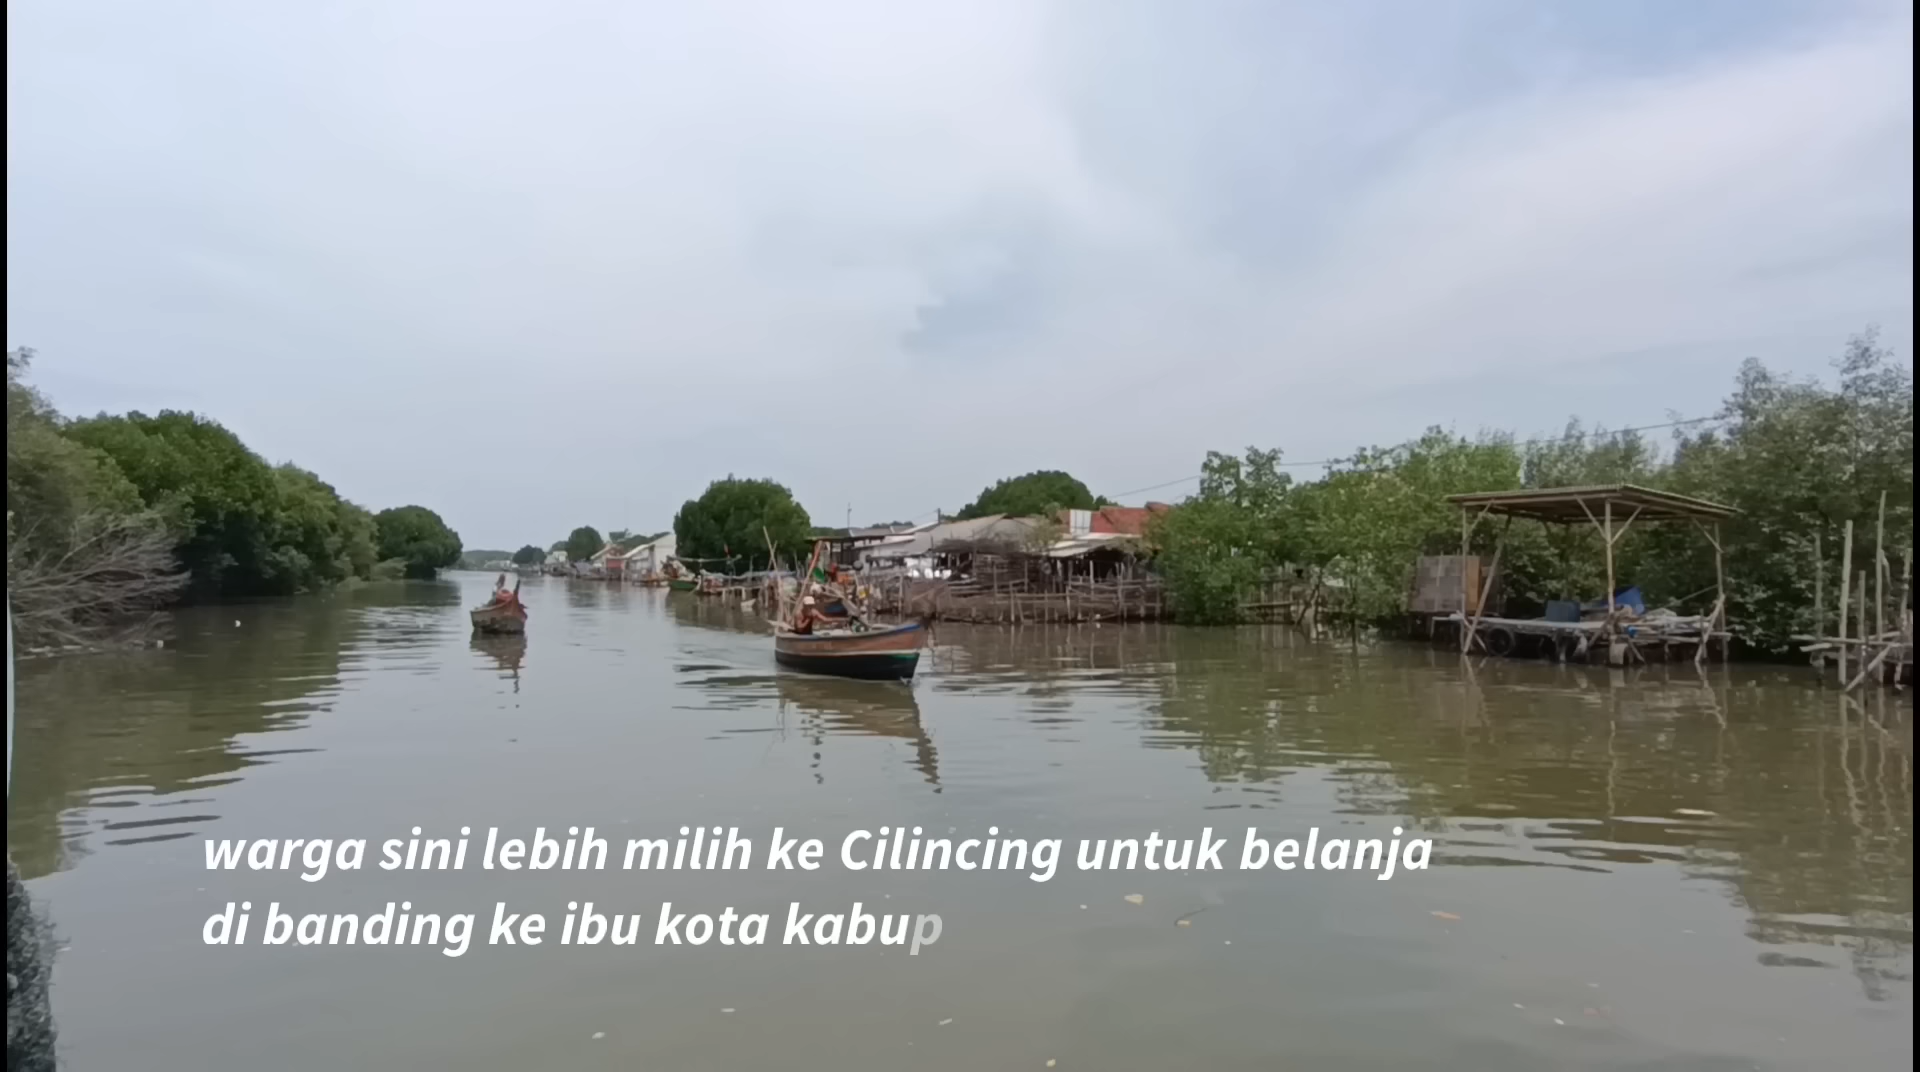 warga sini lebih milih ke Cilincing untuk belanja
di banding ke ibu kota kabup